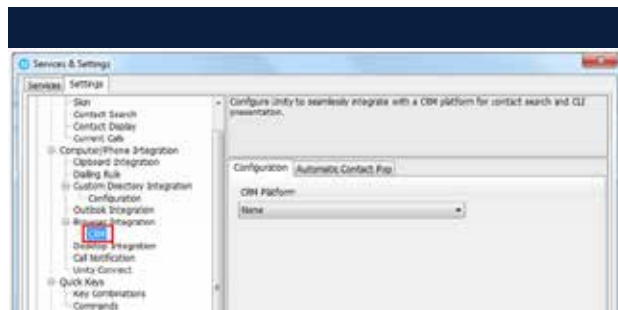 Services & Settings
Services Settings
Skin
Contact Search
Contact Display
Current Calls
Computer/Phone Integration
Clipboard Integration
Dialing Rule
Custom Directory Integration
Configuration
Outlook Integration
Browser Integration
CRM
Desktop Integration
Call Notification
Unity Connect
Quick Keys
Key Combinations
Commands
Configure Unity to seamlessly integrate with a CRM platform for contact search and CLI
presentation.
Configuration Automatic Contact Pop
CRM Platform
None